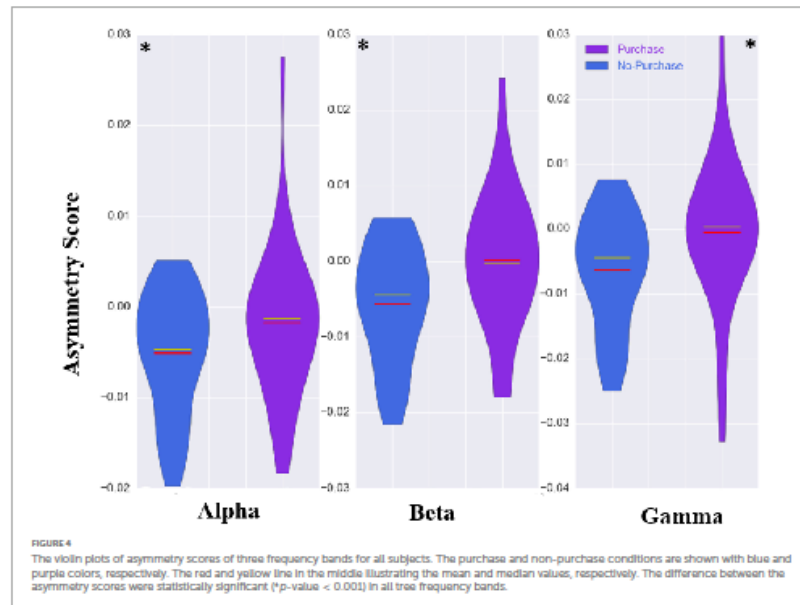 0.03
0.02
0.01
0.00
−0.01
−0.02
*
Asymmetry Score
Alpha
0.03
0.02
0.01
0.00
−0.01
−0.02
−0.03
*
Beta
0.03
0.02
0.01
0.00
−0.01
−0.02
−0.03
−0.04
Purchase
No-Purchase
*
Gamma
FIGURE 4
The violin plots of asymmetry scores of three frequency bands for all subjects. The purchase and non-purchase conditions are shown with blue and
purple colors, respectively. The red and yellow line in the middle illustrating the mean and median values, respectively. The difference between the
asymmetry scores were statistically significant (*p-value < 0.001) in all tree frequency bands.